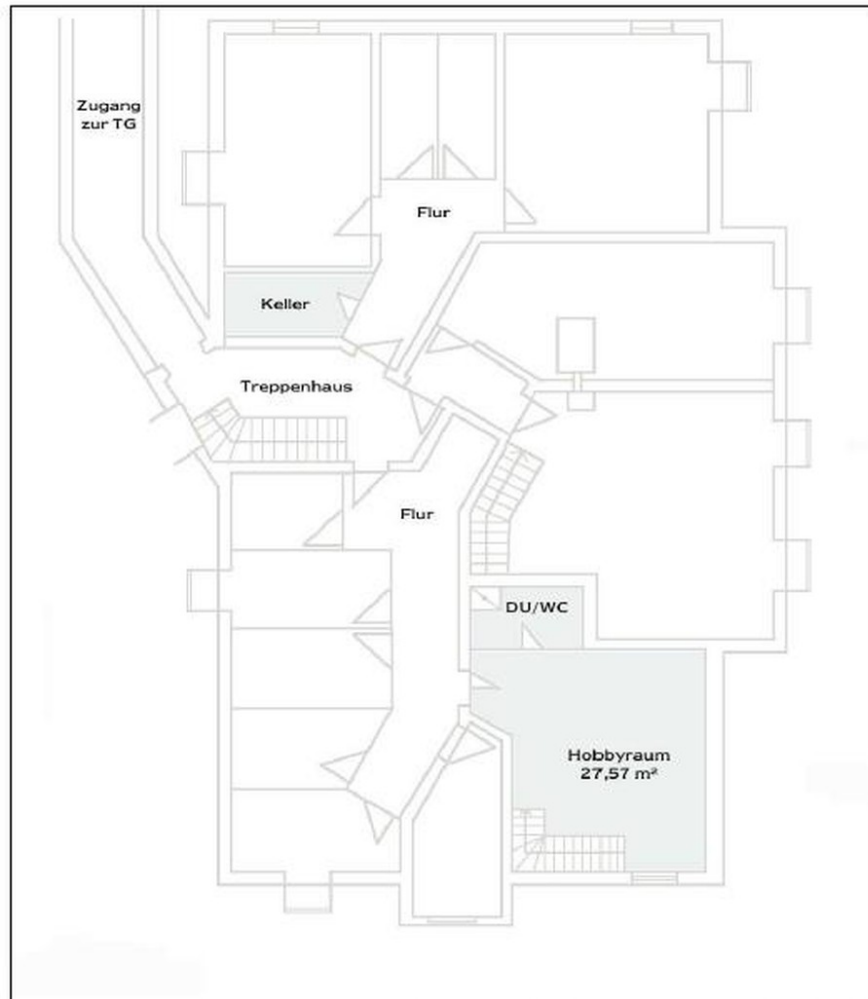 Zugang
zur TG
Flur
Keller
Treppenhaus
Flur
DU/WC
Hobbyraum
27,57 m²